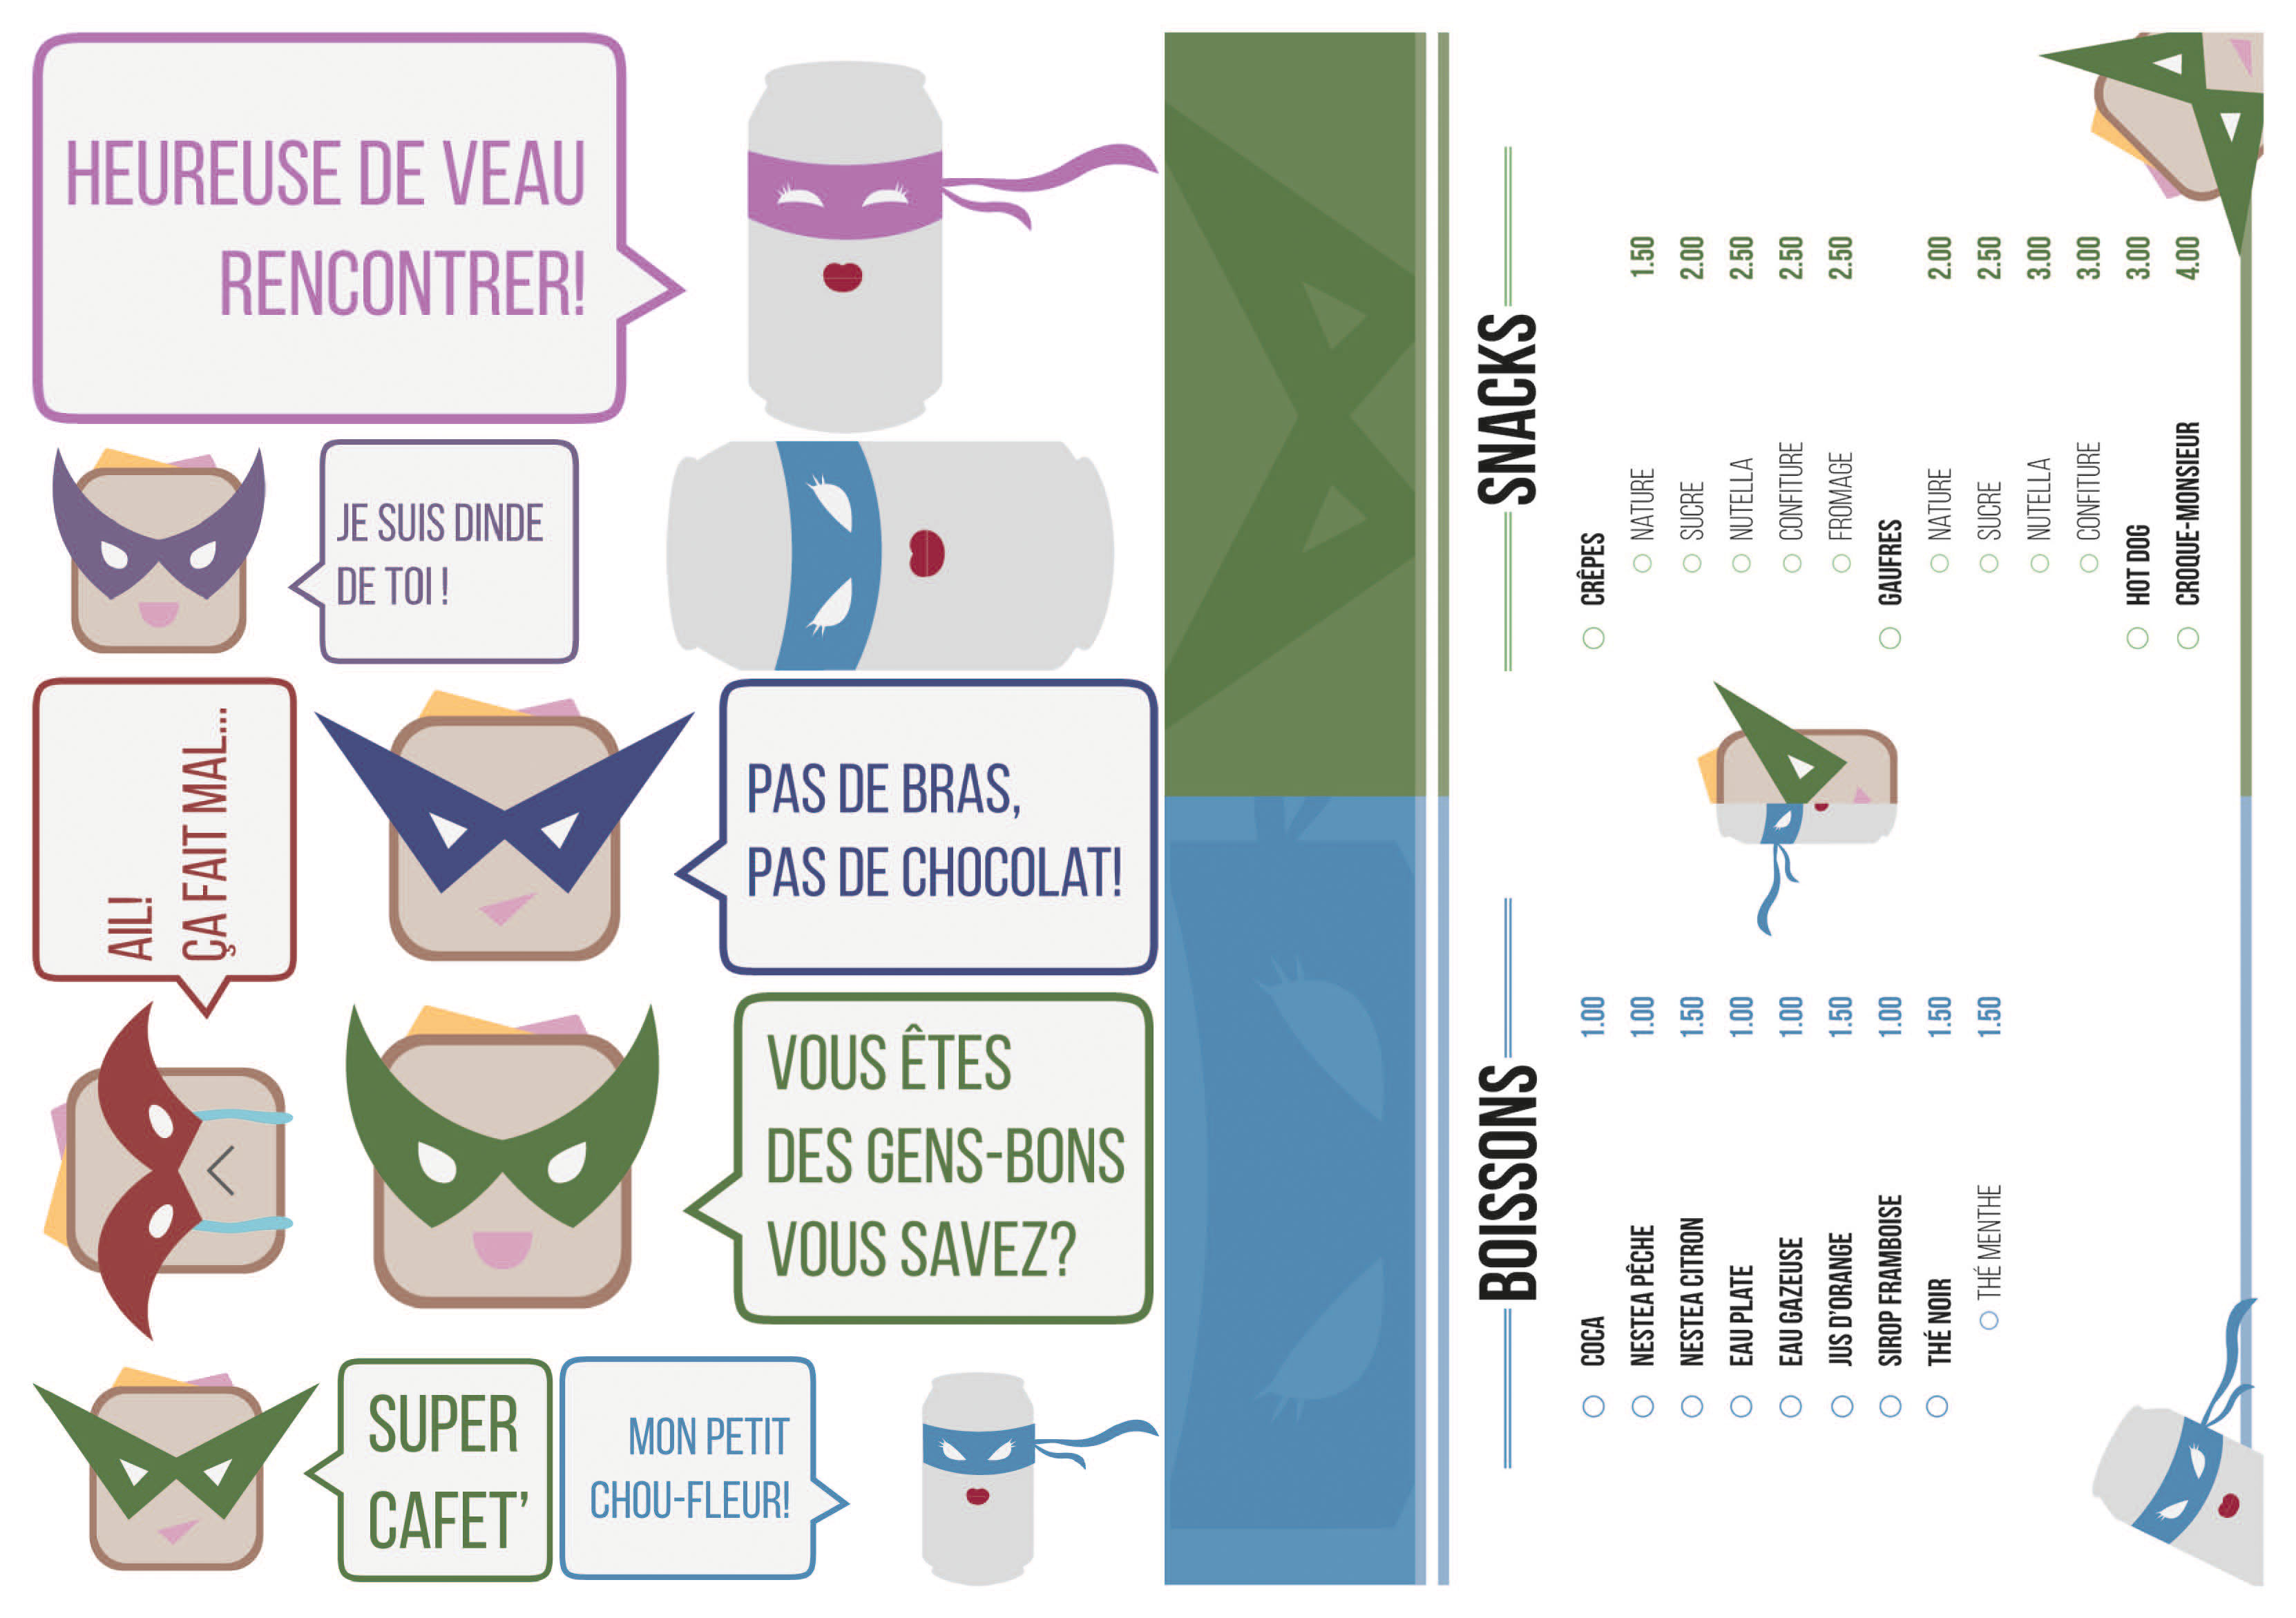 HEUREUSE DE VEAU
RENCONTRER!
JE SUIS DINDE
DE TOI !
AIL!
ÇA FAIT MAL...
PAS DE BRAS,
PAS DE CHOCOLAT!
VOUS ÊTES
DES GENS-BONS
VOUS SAVEZ?
SUPER
CAFET'
MON PETIT
CHOU-FLEUR!
BOISSONS
COCA 1.00
NESTEA PÊCHE 1.00
NESTEA CITRON 1.50
EAU PLATE 1.00
EAU GAZEUSE 1.00
JUS D'ORANGE 1.50
SIROP FRAMBOISE 1.00
THÉ NOIR 1.50
THÉ MENTHE 1.50
SNACKS
CRÊPES
NATURE 1.50
SUCRE 2.00
NUTELLA 2.50
CONFITURE 2.50
FROMAGE 2.50
GAUFRES
NATURE 2.00
SUCRE 2.50
NUTELLA 3.00
CONFITURE 3.00
HOT DOG 3.00
CROQUE-MONSIEUR 4.00